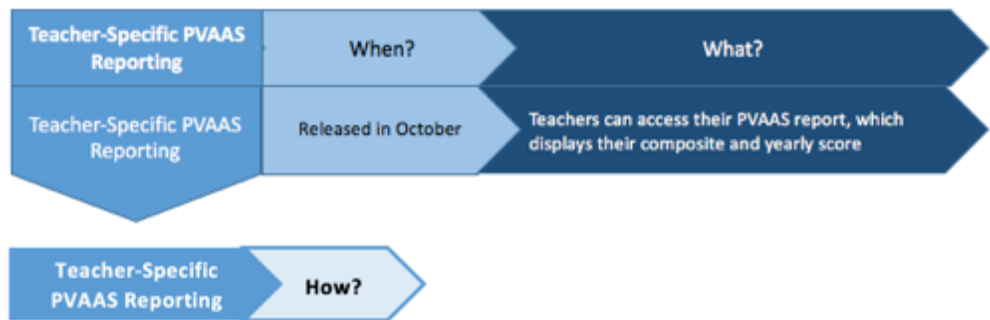 Teacher-Specific PVAAS
Reporting
When?
What?
Teacher-Specific PVAAS
Reporting
Released in October
Teachers can access their PVAAS report, which
displays their composite and yearly score
Teacher-Specific
PVAAS Reporting
How?